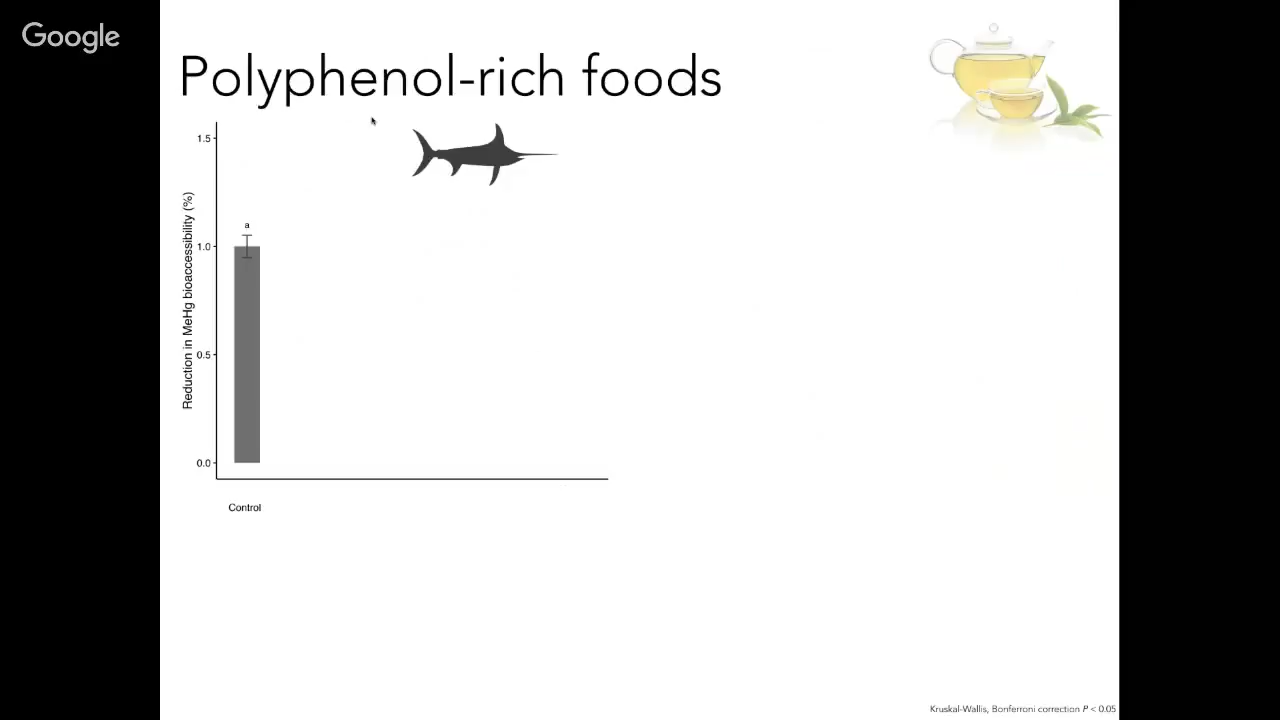 Google
Polyphenol-rich foods
Reduction in MeHg bioaccessibility (%)
1.5
1.0
0.5
0.0
a
Control
Kruskal-Wallis, Bonferroni correction P < 0.05